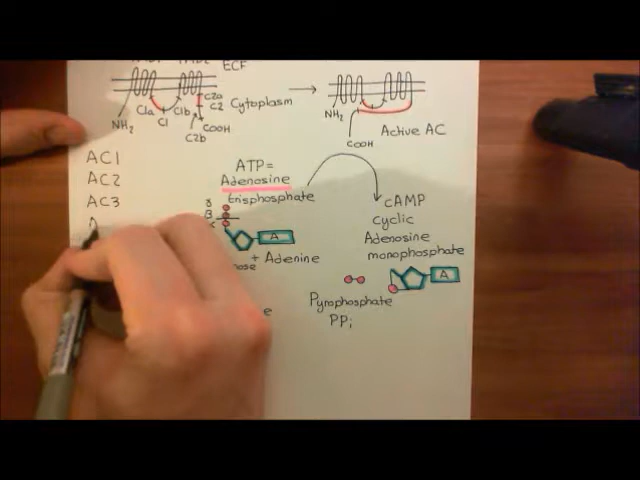 ECF
C2a
C1a C1b C2 Cytoplasm
NH2 C1 COOH
C2b
NH2
COOH
Active AC
AC1
AC2
AC3
A
ATP=
Adenosine
trisphosphate
γ
β
A
+ Adenine
cAMP
cyclic
Adenosine
monophosphate
A
Pyrophosphate
PPi